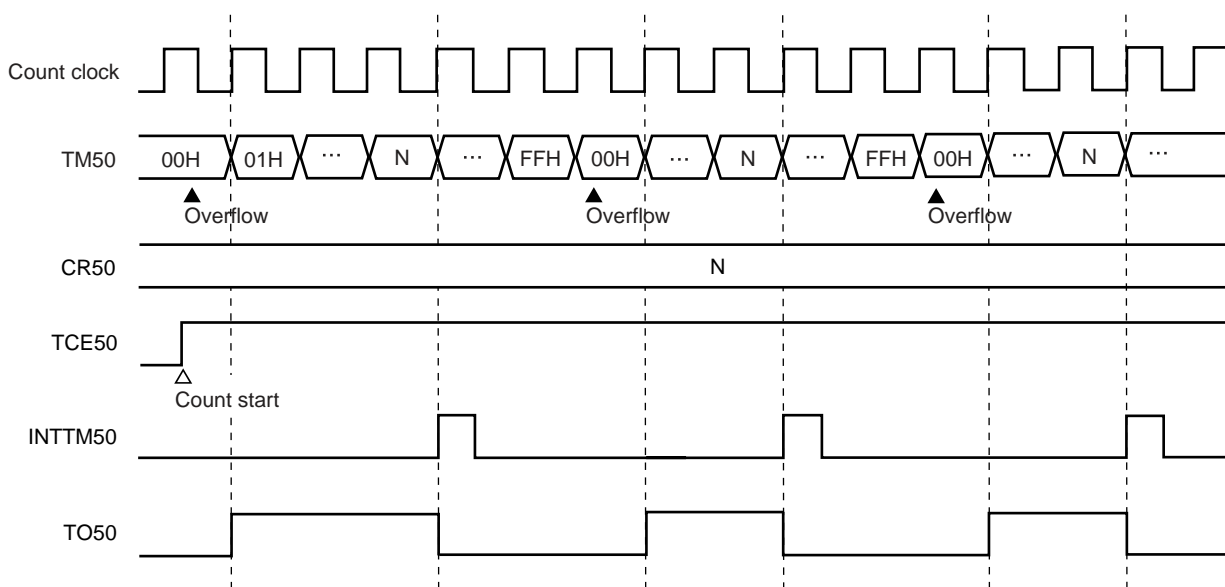 Count clock
TM50 00H 01H ... N ... FFH 00H ... N ... FFH 00H ... N ...
Overflow Overflow Overflow
CR50 N
TCE50
Count start
INTTM50
TO50